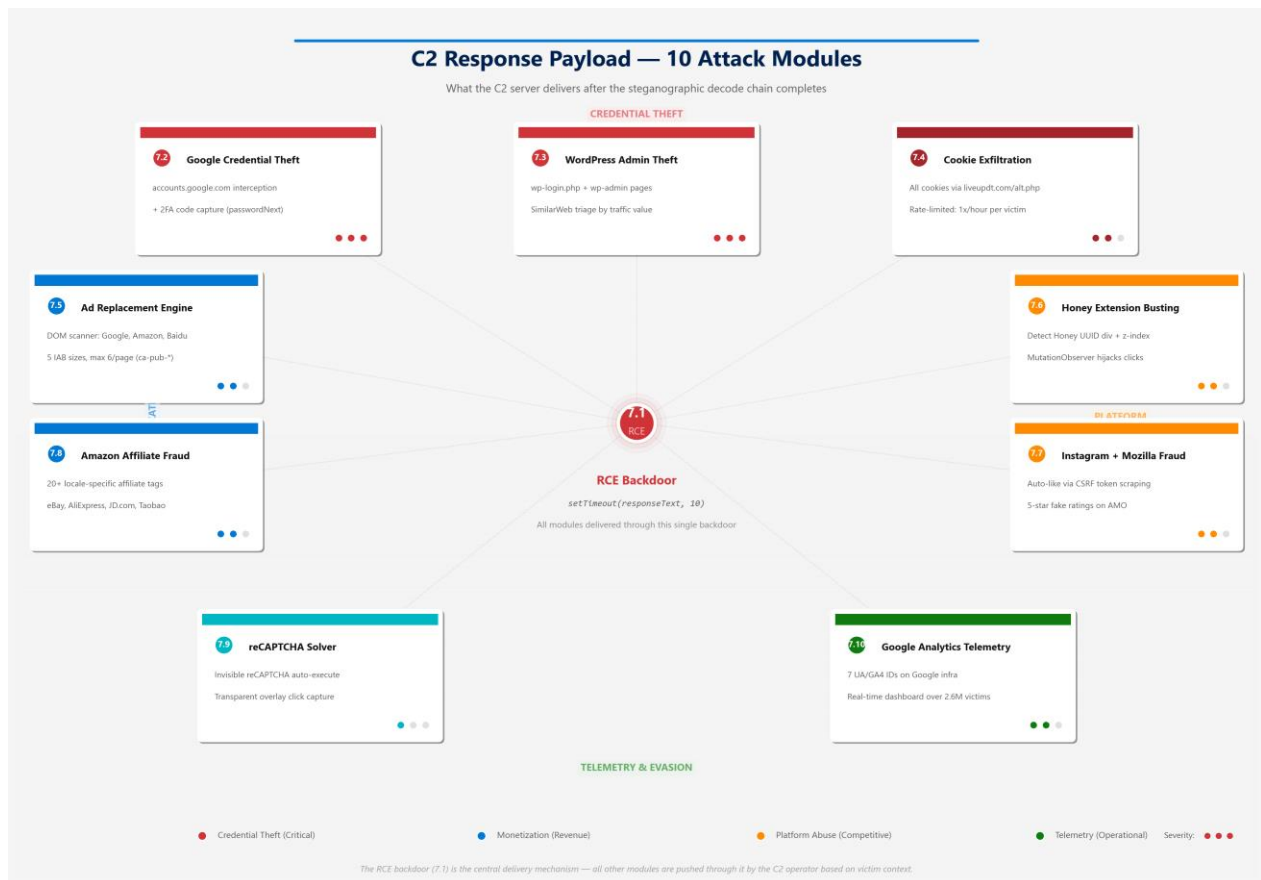 C2 Response Payload — 10 Attack Modules
What the C2 server delivers after the steganographic decode chain completes
CREDENTIAL THEFT
7.2 Google Credential Theft
accounts.google.com interception
+ 2FA code capture (passwordNext)
7.3 WordPress Admin Theft
wp-login.php + wp-admin pages
SimilarWeb triage by traffic value
7.4 Cookie Exfiltration
All cookies via liveupdt.com/alt.php
Rate-limited: 1x/hour per victim
7.5 Ad Replacement Engine
DOM scanner: Google, Amazon, Baidu
5 IAB sizes, max 6/page (ca-pub-*)
7.6 Honey Extension Busting
Detect Honey UUID div + z-index
MutationObserver hijacks clicks
AT
PLATFORM
7.8 Amazon Affiliate Fraud
20+ locale-specific affiliate tags
eBay, AliExpress, JD.com, Taobao
7.1
RCE
RCE Backdoor
setTimeout(responseText, 10)
All modules delivered through this single backdoor
7.7 Instagram + Mozilla Fraud
Auto-like via CSRF token scraping
5-star fake ratings on AMO
7.9 reCAPTCHA Solver
Invisible reCAPTCHA auto-execute
Transparent overlay click capture
7.10 Google Analytics Telemetry
7 UA/GA4 IDs on Google infra
Real-time dashboard over 2.6M victims
TELEMETRY & EVASION
Credential Theft (Critical)
Monetization (Revenue)
Platform Abuse (Competitive)
Telemetry (Operational)
Severity:
The RCE backdoor (7.1) is the central delivery mechanism — all other modules are pushed through it by the C2 operator based on victim context.